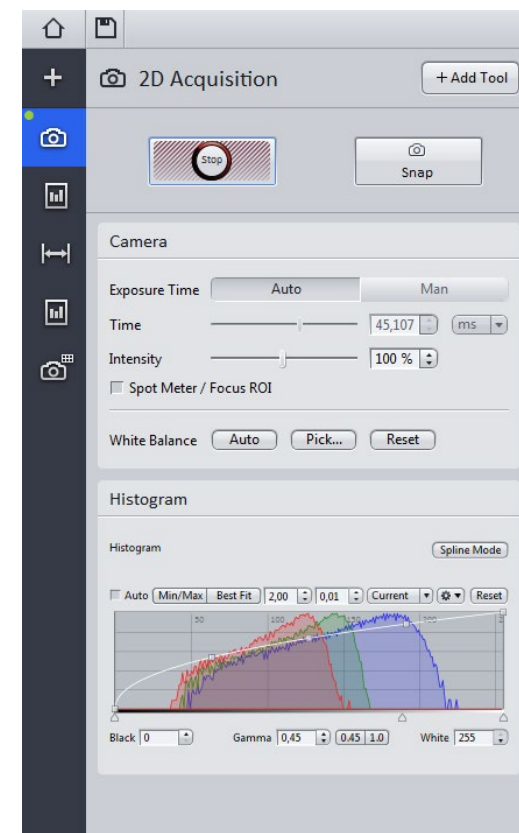 2D Acquisition
+ Add Tool
Stop
Snap
Camera
Exposure Time Auto Man
Time 45,107 ms
Intensity 100 %
Spot Meter / Focus ROI
White Balance Auto Pick... Reset
Histogram
Histogram Spline Mode
Auto Min/Max Best Fit 2,00 0,01 Current Reset
50 100 150 200
Black 0 Gamma 0,45 0.45 1.0 White 255